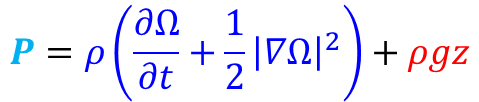 P = ρ(∂Ω/∂t + 1/2 |∇Ω|²) + ρgz